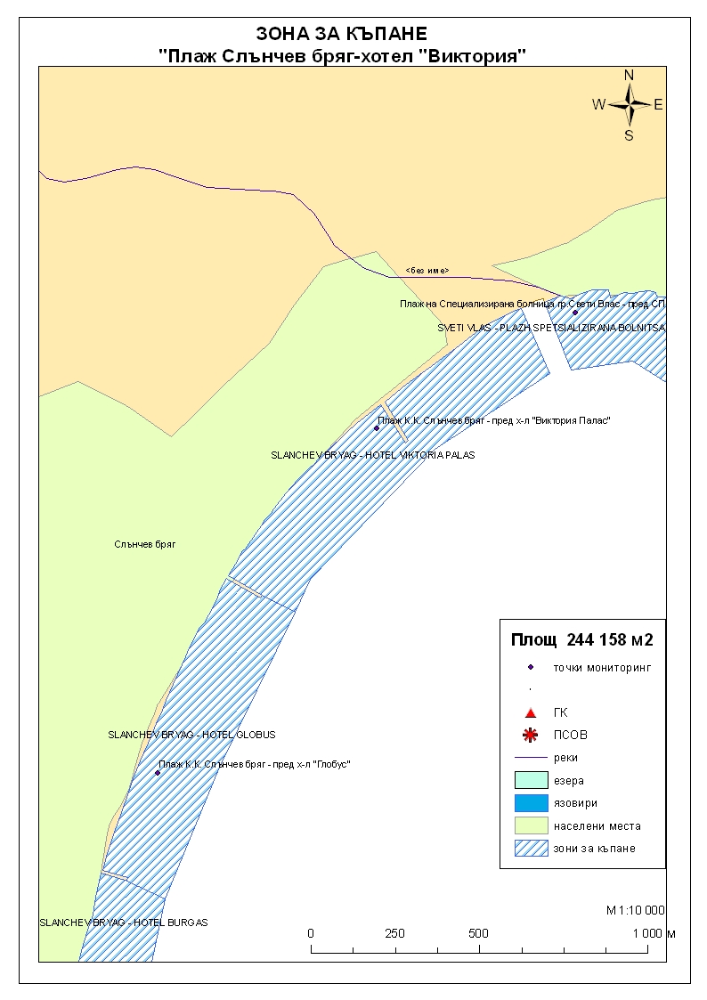 ЗОНА ЗА КЪПАНЕ
"Плаж Слънчев бряг-хотел "Виктория"
N
W E
S
<без име>
Плаж на Специализирана болница гр.Свети Влас - пред СП
SVETI VLAS - PLAZH SPETSIALIZIRANA BOLNITSA
Плаж К.К. Слънчев бряг - пред х-л "Виктория Палас"
SLANCHEV BRYAG - HOTEL VIKTORIA PALAS
Слънчев бряг
Площ 244 158 м2
точки мониторинг
ГК
ПСОВ
реки
езера
язовири
населени места
зони за къпане
SLANCHEV BRYAG - HOTEL GLOBUS
Плаж К.К. Слънчев бряг - пред х-л "Глобус"
SLANCHEV BRYAG - HOTEL BURGAS
М 1:10 000
0 250 500 1 000 м